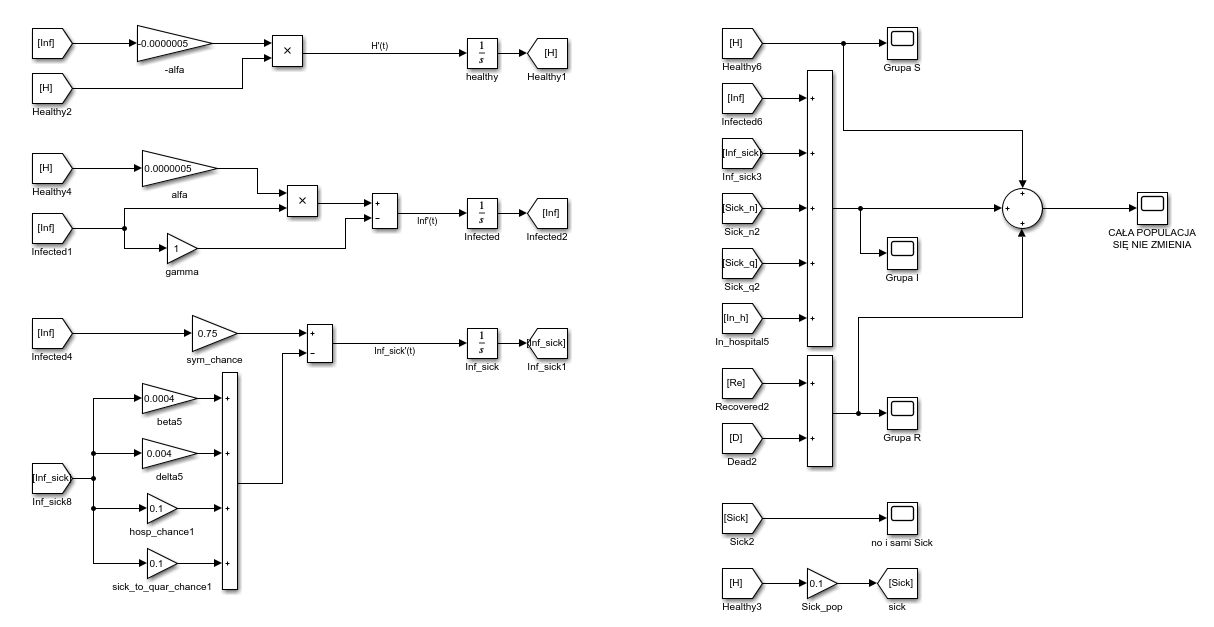 [Inf]
-0.0000005
-alfa
×
[H]
Healthy2
H'(t)
1
s
healthy
[H]
Healthy1
[H]
Healthy4
0.0000005
alfa
[Inf]
Infected1
1
gamma
×
+
−
Inf'(t)
1
s
Infected
[Inf]
Infected2
[Inf]
Infected4
0.75
sym_chance
+
−
Inf_sick'(t)
1
s
Inf_sick
[Inf_sick]
Inf_sick1
[Inf_sick]
Inf_sick8
0.0004
beta5
+
0.004
delta5
+
0.1
hosp_chance1
+
0.1
sick_to_quar_chance1
+
[H]
Healthy6
Grupa S
[Inf]
Infected6
+
[Inf_sick]
Inf_sick3
+
[Sick_n]
Sick_n2
+
[Sick_q]
Sick_q2
+
[In_h]
In_hospital5
+
Grupa I
+
+
+
CAŁA POPULACJA
SIĘ NIE ZMIENIA
[Re]
Recovered2
+
[D]
Dead2
+
Grupa R
[Sick]
Sick2
no i sami Sick
[H]
Healthy3
0.1
Sick_pop
[Sick]
sick